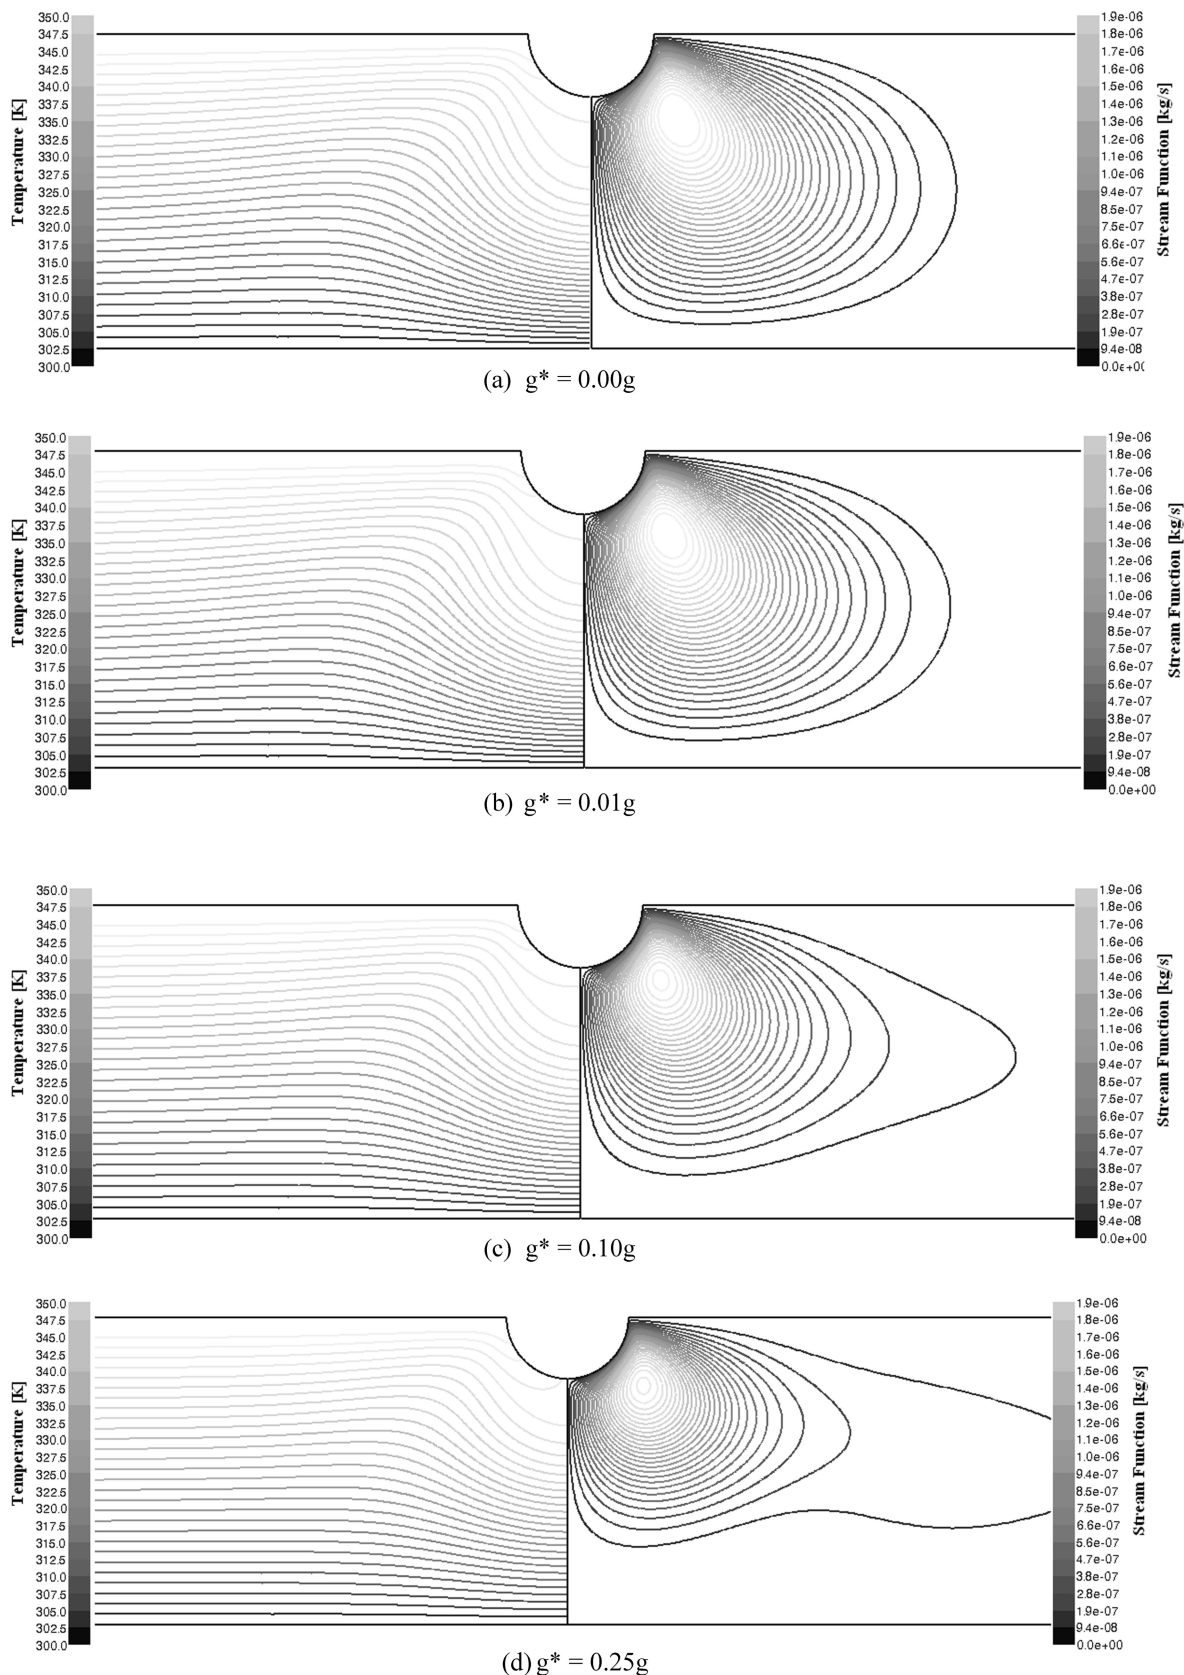 Temperature [K]
350.0
347.5
345.0
342.5
340.0
337.5
335.0
332.5
330.0
327.5
325.0
322.5
320.0
317.5
315.0
312.5
310.0
307.5
305.0
302.5
300.0
1.9e-06
1.8e-06
1.7e-06
1.6e-06
1.5e-06
1.4e-06
1.3e-06
1.2e-06
1.1e-06
1.0e-06
9.4e-07
8.5e-07
7.5e-07
6.6e-07
5.6e-07
4.7e-07
3.8e-07
2.8e-07
1.9e-07
9.4e-08
0.0e+00
Stream Function [kg/s]
(a) g* = 0.00g
Temperature [K]
350.0
347.5
345.0
342.5
340.0
337.5
335.0
332.5
330.0
327.5
325.0
322.5
320.0
317.5
315.0
312.5
310.0
307.5
305.0
302.5
300.0
1.9e-06
1.8e-06
1.7e-06
1.6e-06
1.5e-06
1.4e-06
1.3e-06
1.2e-06
1.1e-06
1.0e-06
9.4e-07
8.5e-07
7.5e-07
6.6e-07
5.6e-07
4.7e-07
3.8e-07
2.8e-07
1.9e-07
9.4e-08
0.0e+00
Stream Function [kg/s]
(b) g* = 0.01g
Temperature [K]
350.0
347.5
345.0
342.5
340.0
337.5
335.0
332.5
330.0
327.5
325.0
322.5
320.0
317.5
315.0
312.5
310.0
307.5
305.0
302.5
300.0
1.9e-06
1.8e-06
1.7e-06
1.6e-06
1.5e-06
1.4e-06
1.3e-06
1.2e-06
1.1e-06
1.0e-06
9.4e-07
8.5e-07
7.5e-07
6.6e-07
5.6e-07
4.7e-07
3.8e-07
2.8e-07
1.9e-07
9.4e-08
0.0e+00
Stream Function [kg/s]
(c) g* = 0.10g
Temperature [K]
350.0
347.5
345.0
342.5
340.0
337.5
335.0
332.5
330.0
327.5
325.0
322.5
320.0
317.5
315.0
312.5
310.0
307.5
305.0
302.5
300.0
1.9e-06
1.8e-06
1.7e-06
1.6e-06
1.5e-06
1.4e-06
1.3e-06
1.2e-06
1.1e-06
1.0e-06
9.4e-07
8.5e-07
7.5e-07
6.6e-07
5.6e-07
4.7e-07
3.8e-07
2.8e-07
1.9e-07
9.4e-08
0.0e+00
Stream Function [kg/s]
(d) g* = 0.25g